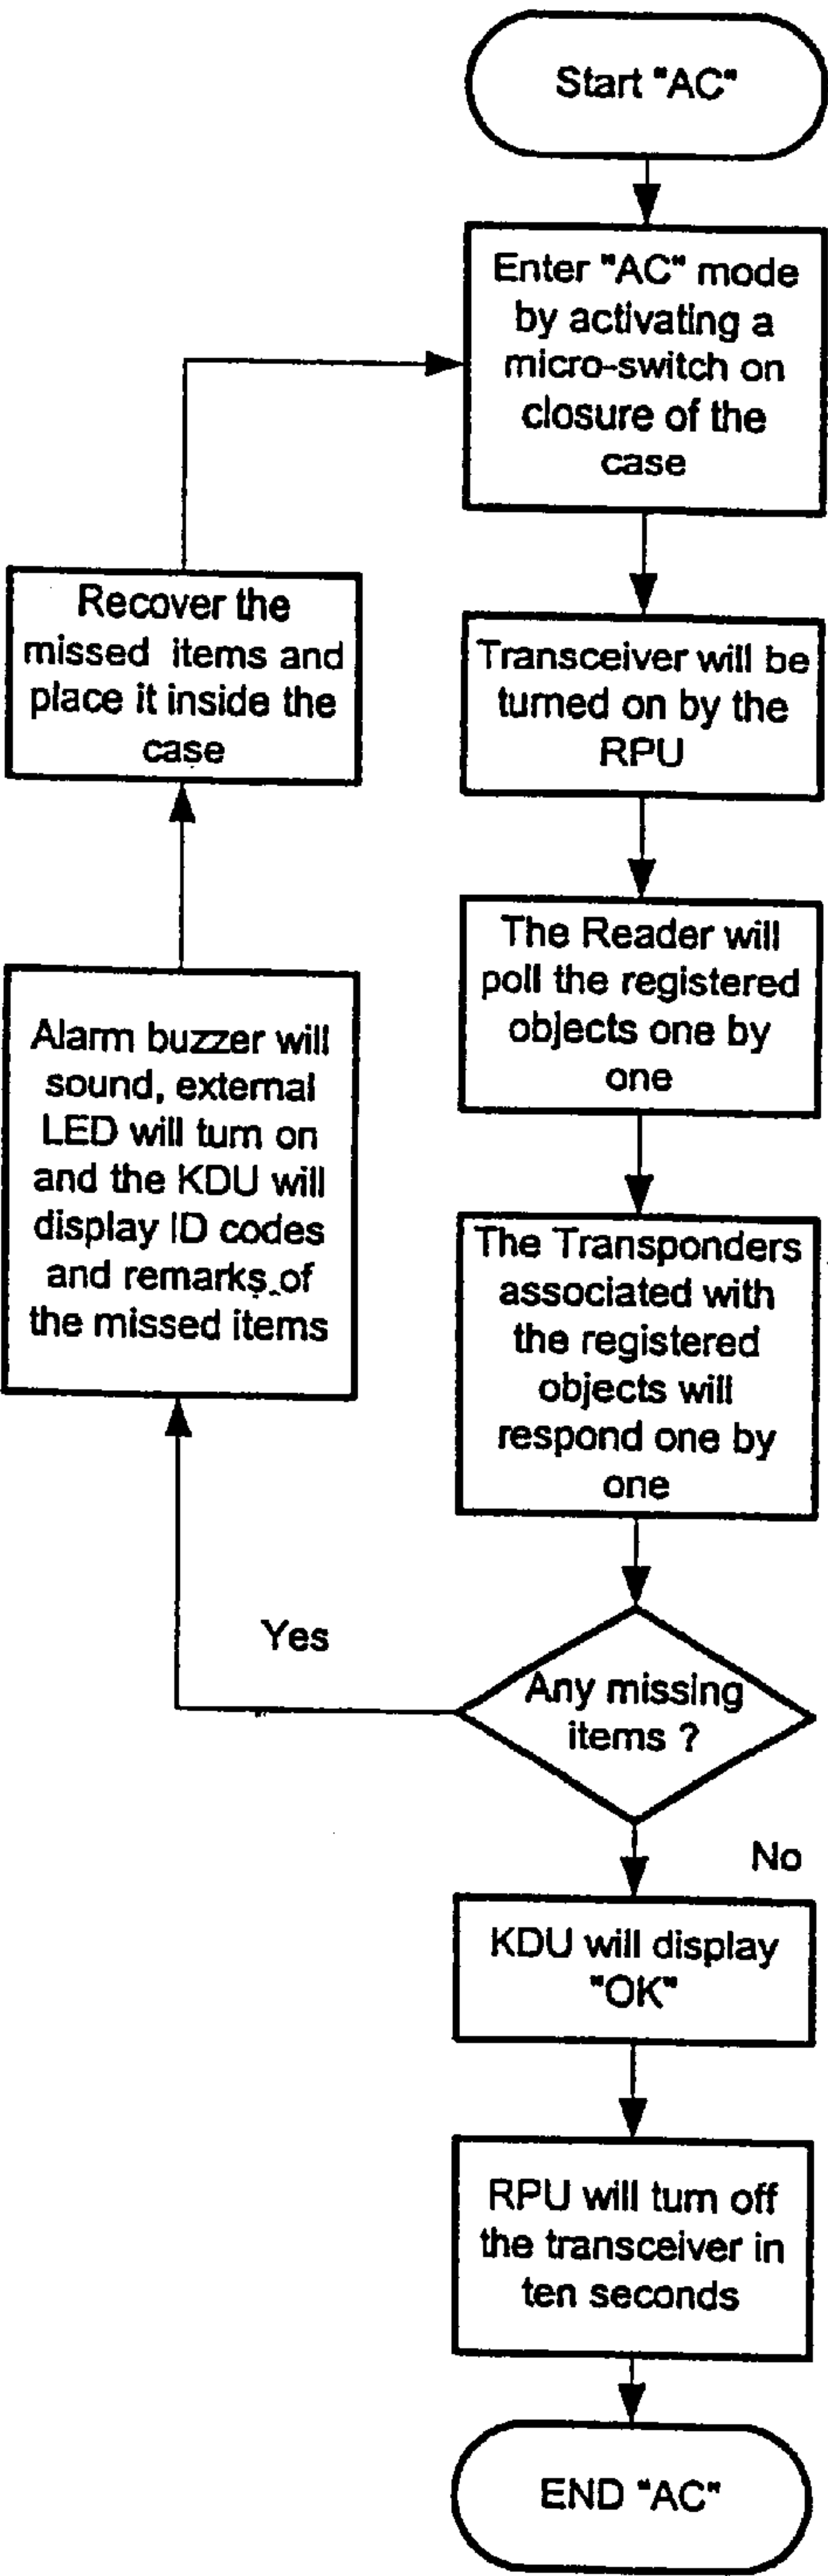 Start "AC"
Enter "AC" mode
by activating a
micro-switch on
closure of the
case
Recover the
missed items and
place it inside the
case
Transceiver will be
turned on by the
RPU
The Reader will
poll the registered
objects one by
one
Alarm buzzer will
sound, external
LED will turn on
and the KDU will
display ID codes
and remarks of
the missed items
The Transponders
associated with
the registered
objects will
respond one by
one
Yes
Any missing
items ?
No
KDU will display
"OK"
RPU will turn off
the transceiver in
ten seconds
END "AC"